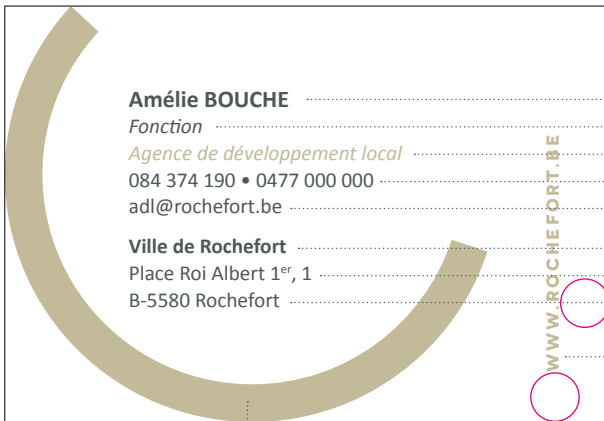 Amélie BOUCHE
Fonction
Agence de développement local
084 374 190 • 0477 000 000
adl@rochefort.be
Ville de Rochefort
Place Roi Albert 1er, 1
B-5580 Rochefort
WWW.ROCHEFORT.BE